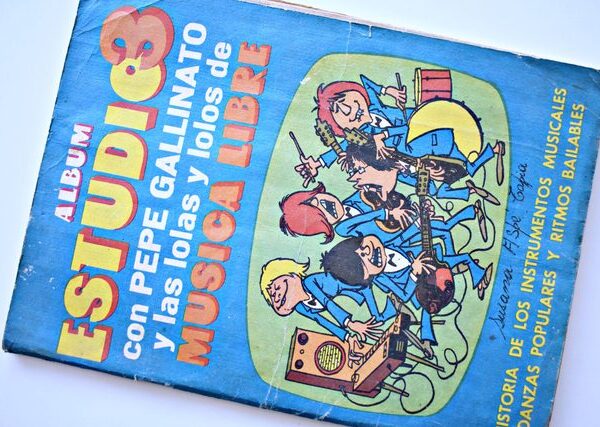 ALBUM
ESTUDIO 3
con PEPE GALLINATO
y las lolas y lolos de
MUSICA LIBRE
Susana
HISTORIA DE LOS INSTRUMENTOS MUSICALES
DANZAS POPULARES Y RITMOS BAILABLES